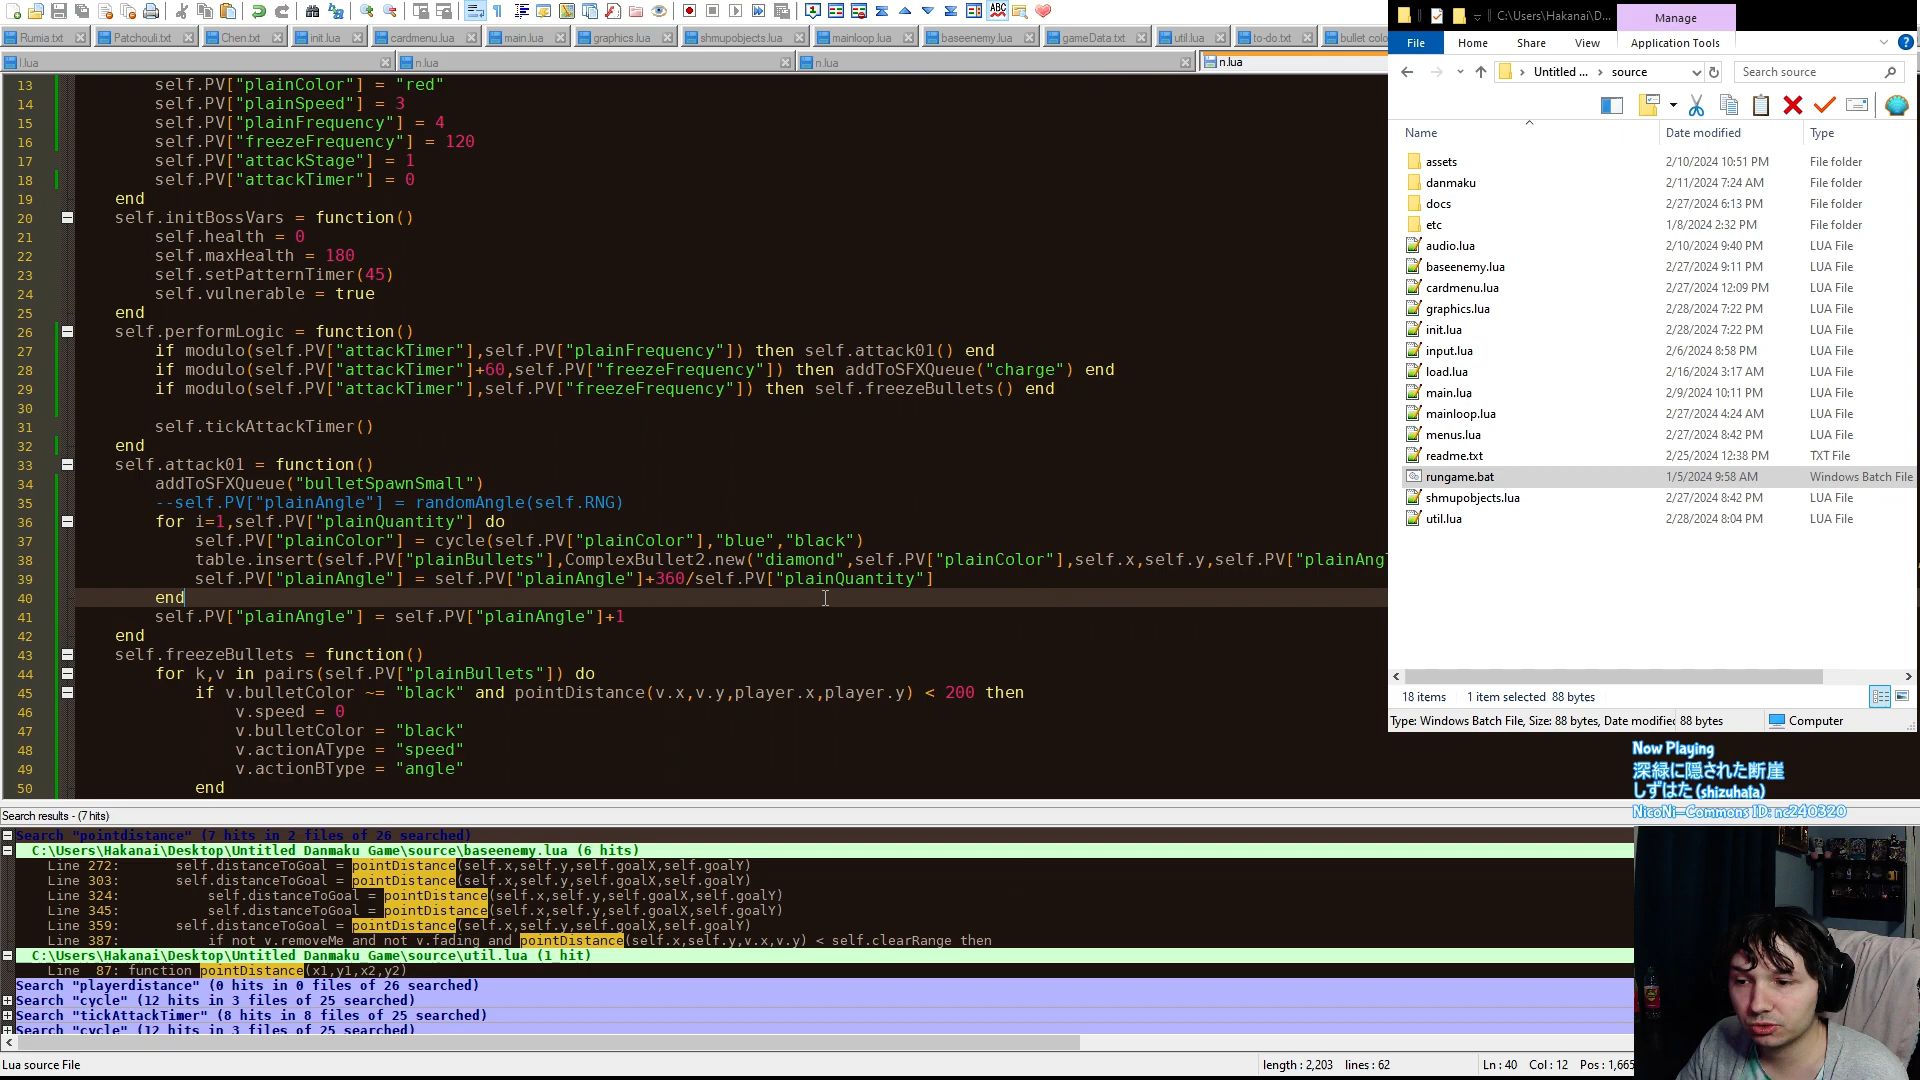 Rumia.txt Patchouli.txt Chen.txt init.lua cardmenu.lua main.lua graphics.lua shmupobjects.lua mainloop.lua baseenemy.lua gameData.txt util.lua to-do.txt bullet colo
l.lua n.lua n.lua n.lua
13 self.PV["plainColor"] = "red"
14 self.PV["plainSpeed"] = 3
15 self.PV["plainFrequency"] = 4
16 self.PV["freezeFrequency"] = 120
17 self.PV["attackStage"] = 1
18 self.PV["attackTimer"] = 0
19 end
20 self.initBossVars = function()
21 self.health = 0
22 self.maxHealth = 180
23 self.setPatternTimer(45)
24 self.vulnerable = true
25 end
26 self.performLogic = function()
27 if modulo(self.PV["attackTimer"],self.PV["plainFrequency"]) then self.attack01() end
28 if modulo(self.PV["attackTimer"]+60,self.PV["freezeFrequency"]) then addToSFXQueue("charge") end
29 if modulo(self.PV["attackTimer"],self.PV["freezeFrequency"]) then self.freezeBullets() end
30
31 self.tickAttackTimer()
32 end
33 self.attack01 = function()
34 addToSFXQueue("bulletSpawnSmall")
35 --self.PV["plainAngle"] = randomAngle(self.RNG)
36 for i=1,self.PV["plainQuantity"] do
37 self.PV["plainColor"] = cycle(self.PV["plainColor"],"blue","black")
38 table.insert(self.PV["plainBullets"],ComplexBullet2.new("diamond",self.PV["plainColor"],self.x,self.y,self.PV["plainAngl
39 self.PV["plainAngle"] = self.PV["plainAngle"]+360/self.PV["plainQuantity"]
40 end
41 self.PV["plainAngle"] = self.PV["plainAngle"]+1
42 end
43 self.freezeBullets = function()
44 for k,v in pairs(self.PV["plainBullets"]) do
45 if v.bulletColor ~= "black" and pointDistance(v.x,v.y,player.x,player.y) < 200 then
46 v.speed = 0
47 v.bulletColor = "black"
48 v.actionAType = "speed"
49 v.actionBType = "angle"
50 end
Search results - (7 hits)
Search "pointdistance" (7 hits in 2 files of 26 searched)
C:\Users\Hakanai\Desktop\Untitled Danmaku Game\source\baseenemy.lua (6 hits)
Line 272: self.distanceToGoal = pointDistance(self.x,self.y,self.goalX,self.goalY)
Line 303: self.distanceToGoal = pointDistance(self.x,self.y,self.goalX,self.goalY)
Line 324: self.distanceToGoal = pointDistance(self.x,self.y,self.goalX,self.goalY)
Line 345: self.distanceToGoal = pointDistance(self.x,self.y,self.goalX,self.goalY)
Line 359: self.distanceToGoal = pointDistance(self.x,self.y,self.goalX,self.goalY)
Line 387: if not v.removeMe and not v.fading and pointDistance(self.x,self.y,v.x,v.y) < self.clearRange then
C:\Users\Hakanai\Desktop\Untitled Danmaku Game\source\util.lua (1 hit)
Line 87: function pointDistance(x1,y1,x2,y2)
Search "playerdistance" (0 hits in 0 files of 26 searched)
Search "cycle" (12 hits in 3 files of 25 searched)
Search "tickAttackTimer" (8 hits in 8 files of 25 searched)
Search "cycle" (12 hits in 3 files of 25 searched)
Lua source File length : 2,203 lines : 62 Ln : 40 Col : 12 Pos : 1,665
C:\Users\Hakanai\D... Manage
File Home Share View Application Tools
Untitled ... source Search source
Name Date modified Type
assets 2/10/2024 10:51 PM File folder
danmaku 2/11/2024 7:24 AM File folder
docs 2/27/2024 6:13 PM File folder
etc 1/8/2024 2:32 PM File folder
audio.lua 2/10/2024 9:40 PM LUA File
baseenemy.lua 2/27/2024 9:11 PM LUA File
cardmenu.lua 2/27/2024 12:09 PM LUA File
graphics.lua 2/28/2024 7:22 PM LUA File
init.lua 2/28/2024 7:22 PM LUA File
input.lua 2/6/2024 8:58 PM LUA File
load.lua 2/16/2024 3:17 AM LUA File
main.lua 2/9/2024 10:11 PM LUA File
mainloop.lua 2/27/2024 4:24 AM LUA File
menus.lua 2/27/2024 8:42 PM LUA File
readme.txt 2/25/2024 12:38 PM TXT File
rungame.bat 1/5/2024 9:58 AM Windows Batch File
shmupobjects.lua 2/27/2024 8:42 PM LUA File
util.lua 2/28/2024 8:04 PM LUA File
18 items 1 item selected 88 bytes
Type: Windows Batch File, Size: 88 bytes, Date modified 88 bytes Computer
Now Playing
深緑に隠された断崖
しずはた (shizuhata)
NicoNi-Commons ID: nc240320